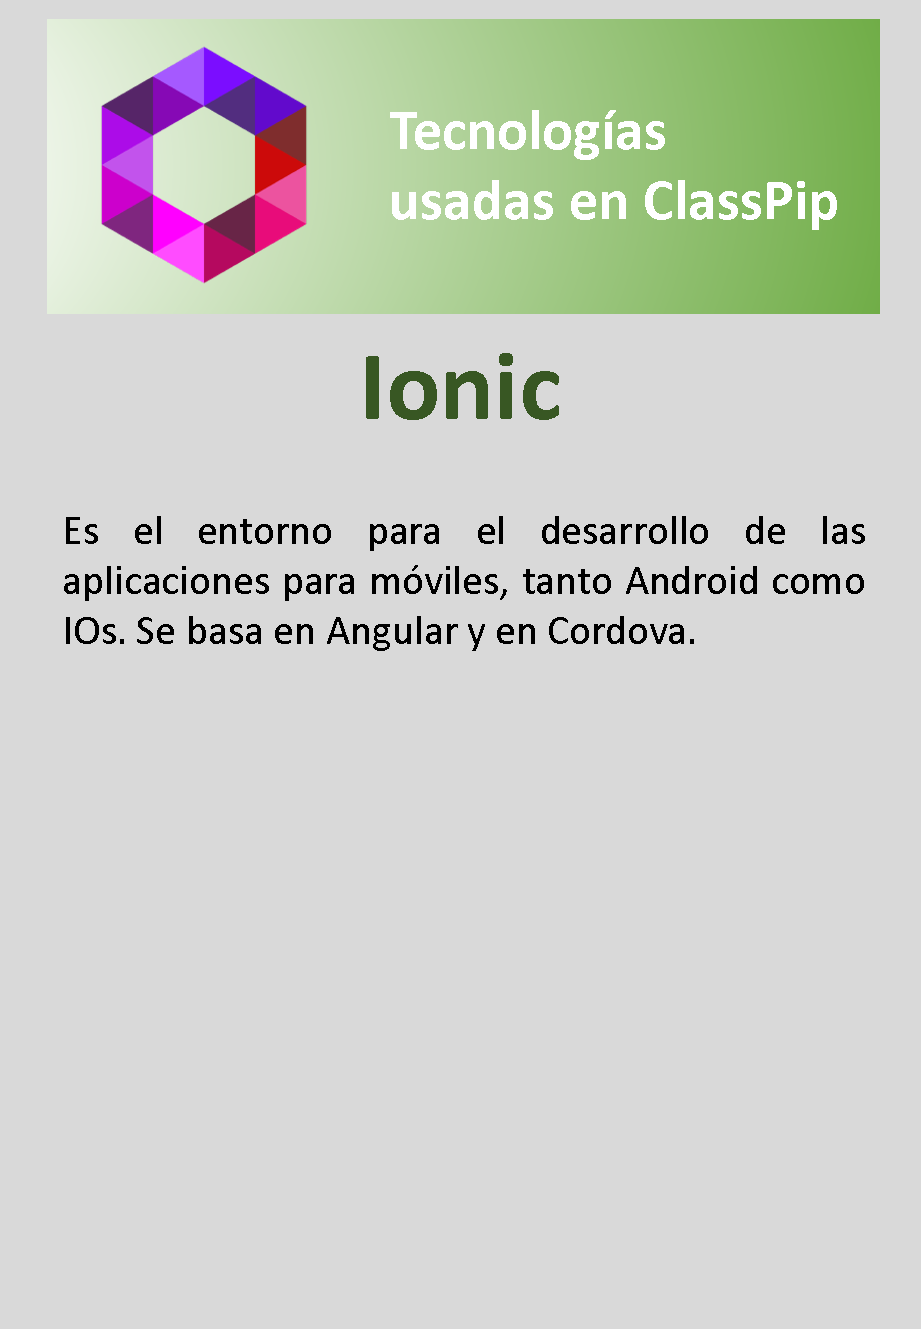 Tecnologías
usadas en ClassPip
Ionic
Es el entorno para el desarrollo de las
aplicaciones para móviles, tanto Android como
IOs. Se basa en Angular y en Cordova.